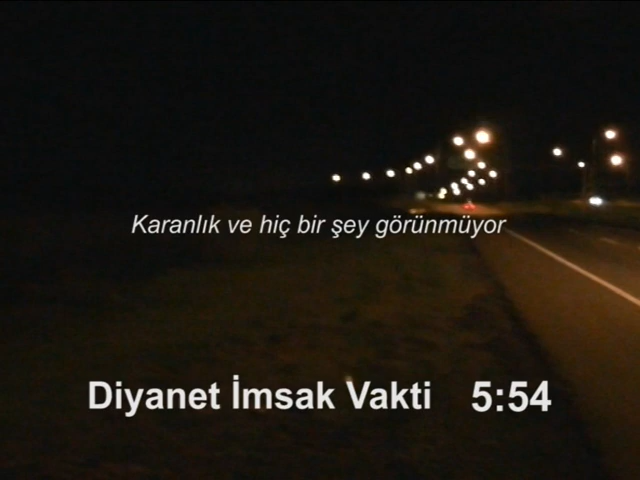 Karanlık ve hiç bir şey görünmüyor
Diyanet İmsak Vakti 5:54